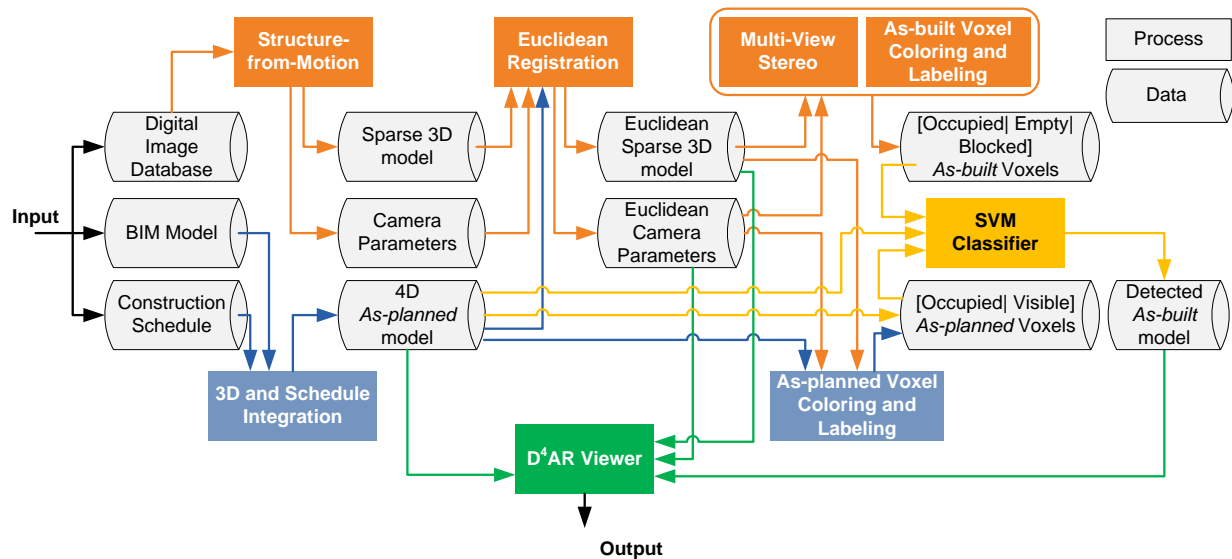 Structure-
from-Motion
Euclidean
Registration
Multi-View
Stereo
As-built Voxel
Coloring and
Labeling
Process
Data
Digital
Image
Database
Sparse 3D
model
Euclidean
Sparse 3D
model
[Occupied| Empty|
Blocked]
As-built Voxels
Input
BIM Model
Camera
Parameters
Euclidean
Camera
Parameters
SVM
Classifier
Construction
Schedule
4D
As-planned
model
[Occupied| Visible]
As-planned Voxels
Detected
As-built
model
3D and Schedule
Integration
As-planned Voxel
Coloring and
Labeling
D⁴AR Viewer
Output